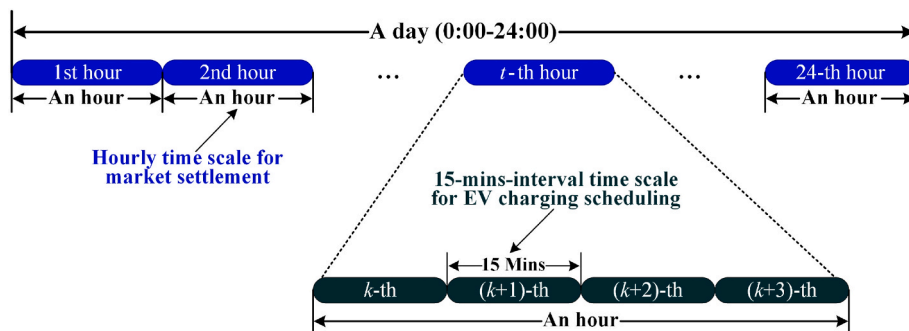 A day (0:00-24:00)
1st hour 2nd hour ... t-th hour ... 24-th hour
An hour An hour An hour
Hourly time scale for
market settlement
15-mins-interval time scale
for EV charging scheduling
15 Mins
k-th (k+1)-th (k+2)-th (k+3)-th
An hour